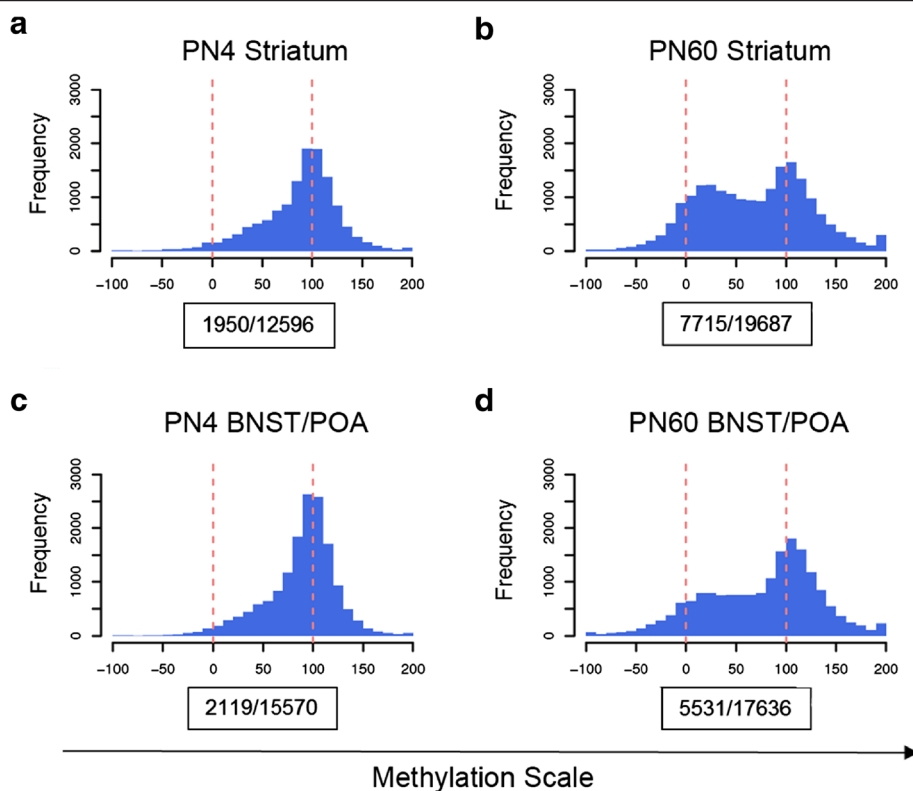 a
PN4 Striatum
Frequency
3000
2000
1000
0
−100 −50 0 50 100 150 200
1950/12596
b
PN60 Striatum
Frequency
3000
2000
1000
0
−100 −50 0 50 100 150 200
7715/19687
c
PN4 BNST/POA
Frequency
3000
2000
1000
0
−100 −50 0 50 100 150 200
2119/15570
d
PN60 BNST/POA
Frequency
3000
2000
1000
0
−100 −50 0 50 100 150 200
5531/17636
Methylation Scale